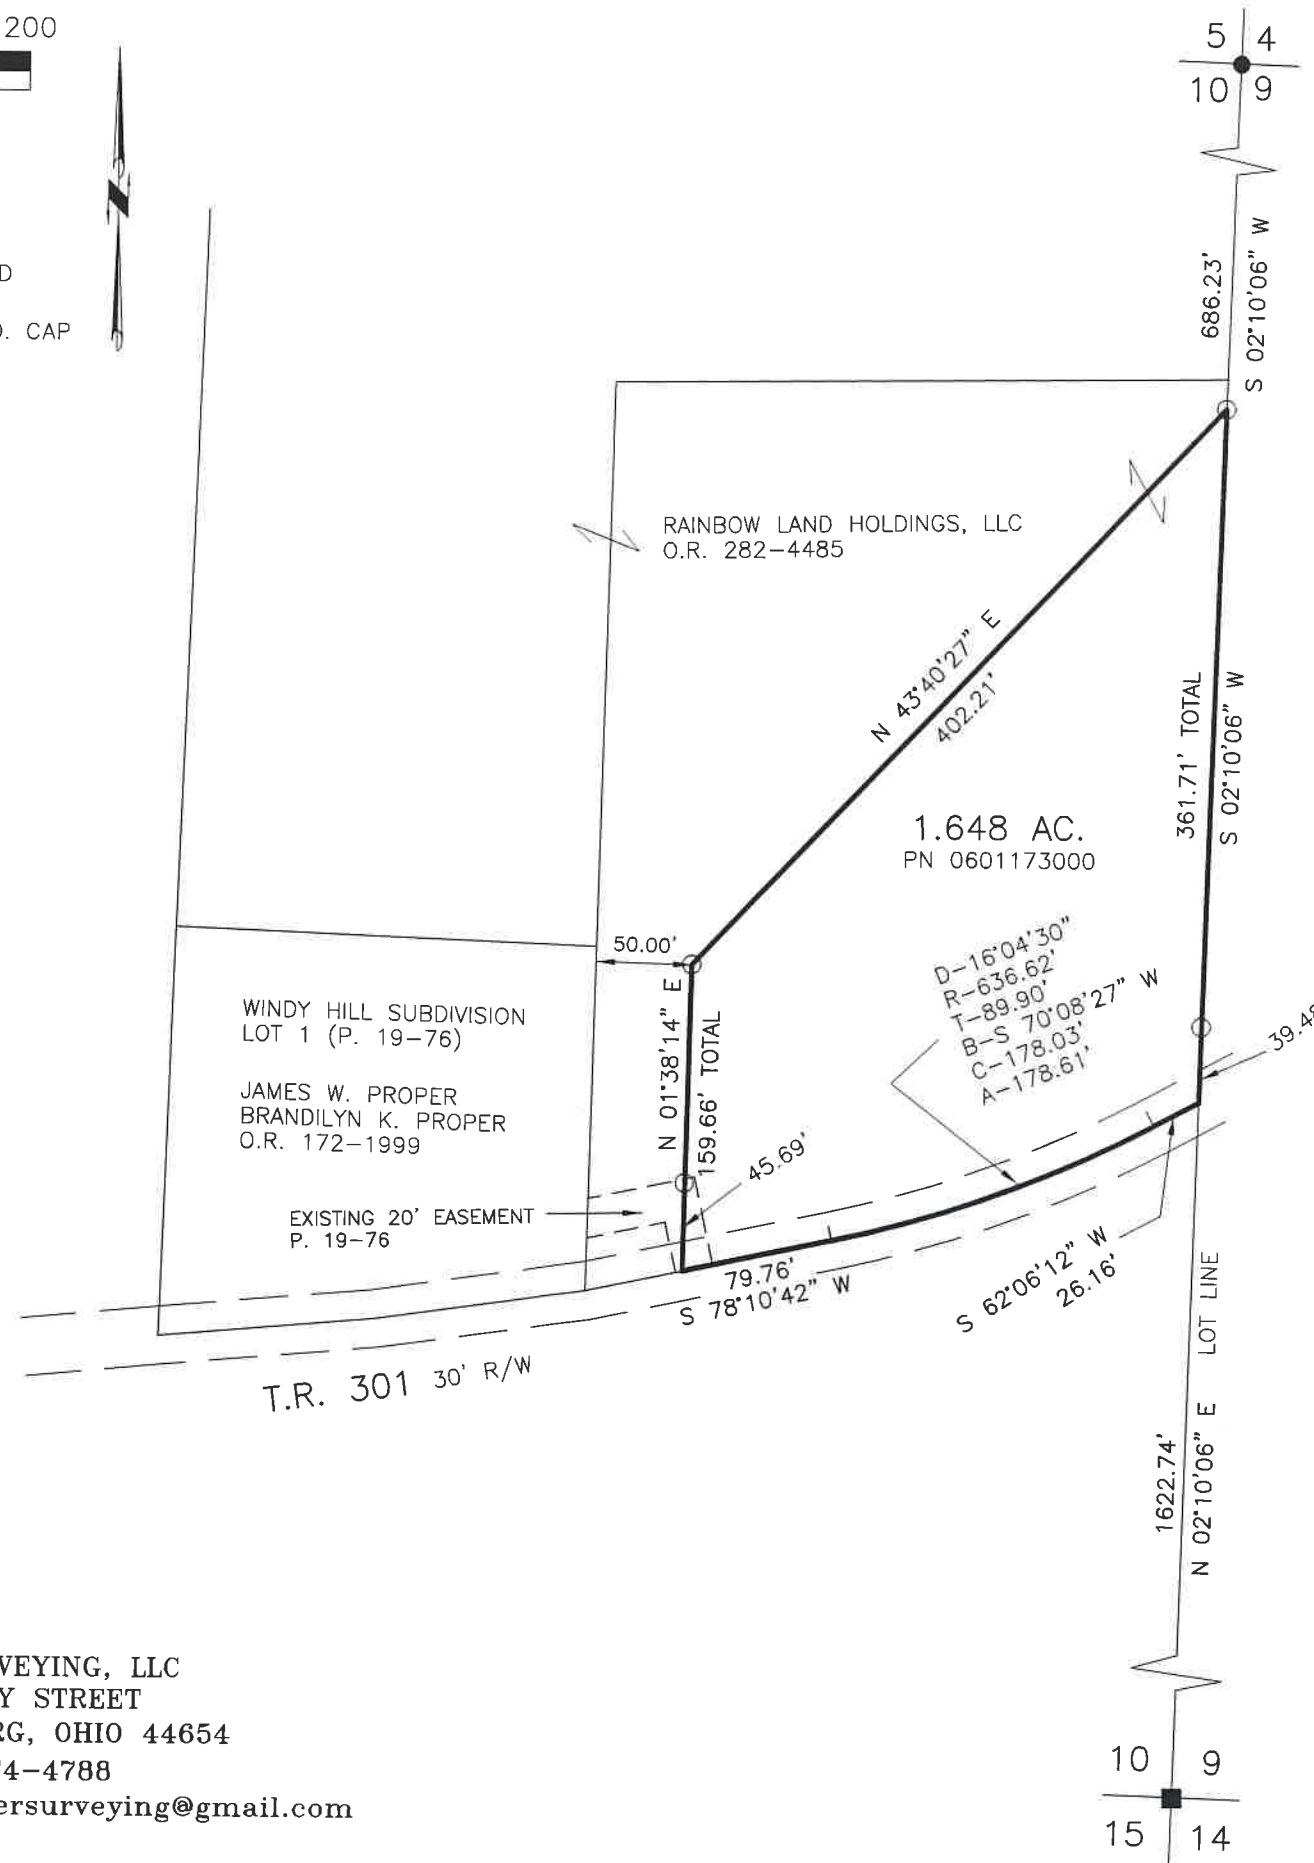 200
5 4
10 9
D
. CAP
686.23'
S 02°10'06" W
RAINBOW LAND HOLDINGS, LLC
O.R. 282-4485
N 43°40'27" E
402.21'
361.71' TOTAL
S 02°10'06" W
1.648 AC.
PN 0601173000
50.00'
D-16°04'30"
R-636.62'
T-89.90'
B-S 70°08'27" W
C-178.03'
A-178.61'
WINDY HILL SUBDIVISION
LOT 1 (P. 19-76)
JAMES W. PROPER
BRANDILYN K. PROPER
O.R. 172-1999
N 01°38'14" E
159.66' TOTAL
39.48
45.69'
EXISTING 20' EASEMENT
P. 19-76
79.76'
S 78°10'42" W
S 62°06'12" W
26.16'
T.R. 301 30' R/W
LOT LINE
1622.74'
N 02°10'06" E
VEYING, LLC
Y STREET
RG, OHIO 44654
4-4788
ersurveying@gmail.com
10 9
15 14